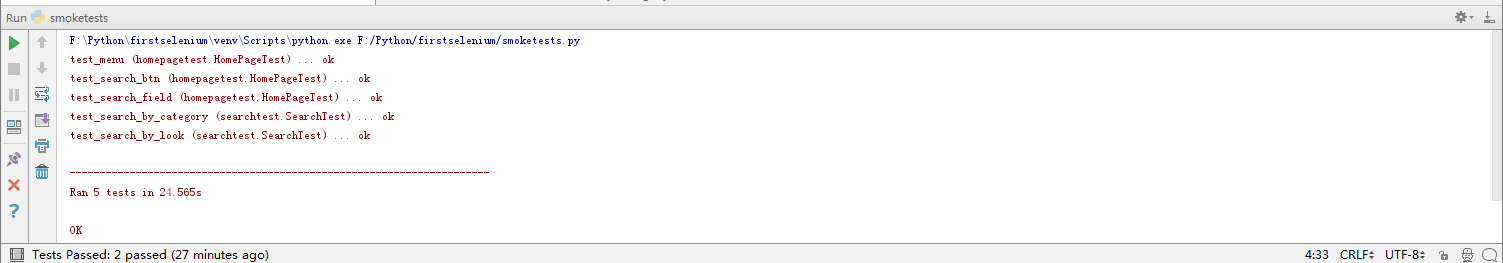 Run smoketests
F:\Python\firstselenium\venv\Scripts\python.exe F:/Python/firstselenium/smoketests.py
test_menu (homepagetest.HomePageTest) ... ok
test_search_btn (homepagetest.HomePageTest) ... ok
test_search_field (homepagetest.HomePageTest) ... ok
test_search_by_category (searchtest.SearchTest) ... ok
test_search_by_look (searchtest.SearchTest) ... ok
----------------------------------------------------------------------
Ran 5 tests in 24.565s
OK
Tests Passed: 2 passed (27 minutes ago) 4:33 CRLF UTF-8